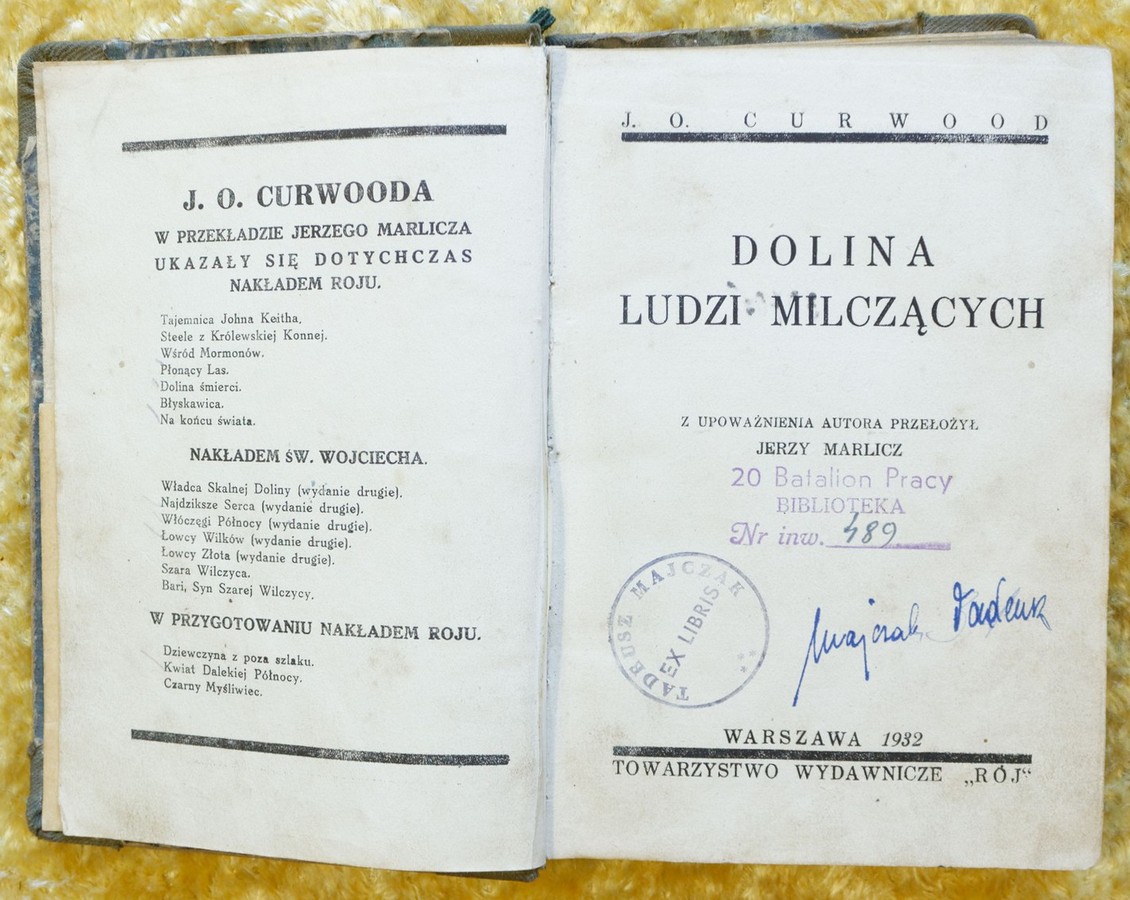 J. O. CURWOODA
W PRZEKŁADZIE JERZEGO MARLICZA
UKAZAŁY SIĘ DOTYCHCZAS
NAKŁADEM ROJU.
Tajemnica Johna Keitha.
Steele z Królewskiej Konnej.
Wśród Mormonów.
Płonący Las.
Dolina śmierci.
Błyskawica.
Na końcu świata.
NAKŁADEM ŚW. WOJCIECHA.
Władca Skalnej Doliny (wydanie drugie).
Najdziksze Serca (wydanie drugie).
Włóczęgi Północy (wydanie drugie).
Łowcy Wilków (wydanie drugie).
Łowcy Złota (wydanie drugie).
Szara Wilczyca.
Bari, Syn Szarej Wilczycy.
W PRZYGOTOWANIU NAKŁADEM ROJU.
Dziewczyna z poza szlaku.
Kwiat Dalekiej Północy.
Czarny Myśliwiec.
J. O. CURWOOD
DOLINA
LUDZI MILCZĄCYCH
Z UPOWAŻNIENIA AUTORA PRZEŁOŻYŁ
JERZY MARLICZ
20 Batalion Pracy
BIBLIOTEKA
Nr inw. 489
TADEUSZ MAJCZAK
EX LIBRIS
Majczak Tadeusz
WARSZAWA 1932
TOWARZYSTWO WYDAWNICZE „RÓJ“